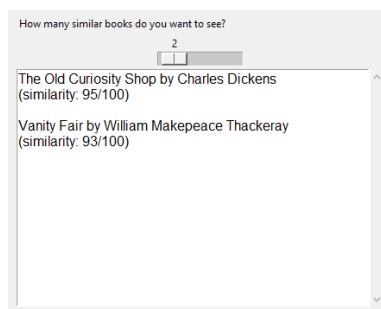 How many similar books do you want to see?
2
The Old Curiosity Shop by Charles Dickens
(similarity: 95/100)
Vanity Fair by William Makepeace Thackeray
(similarity: 93/100)